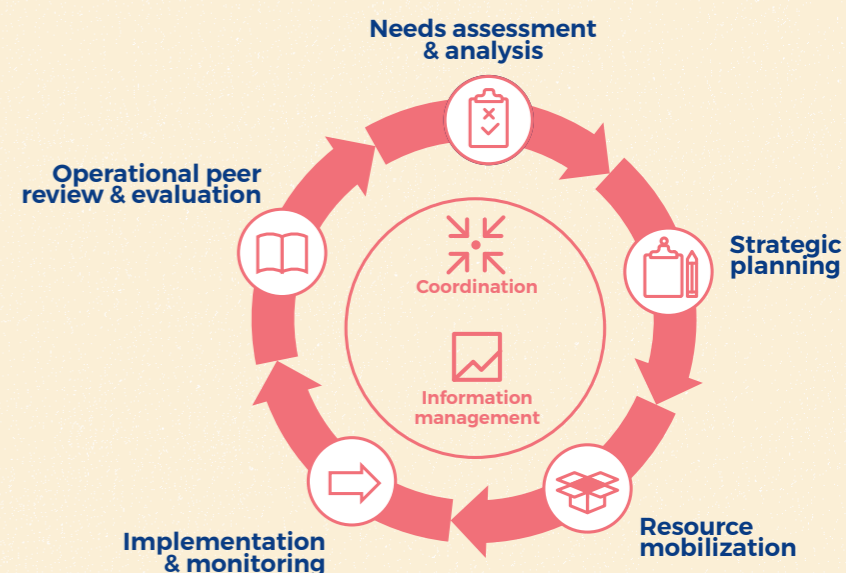 Needs assessment
& analysis
Operational peer
review & evaluation
Strategic
planning
Coordination
Information
management
Resource
mobilization
Implementation
& monitoring